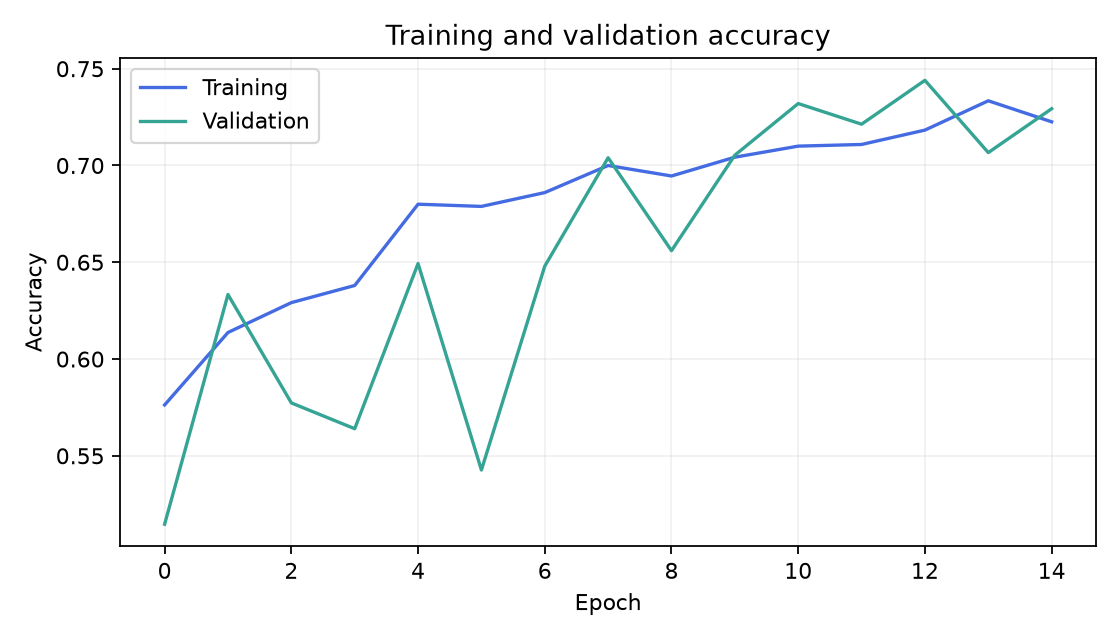 Training and validation accuracy
Training
Validation
0.75
0.70
0.65
0.60
0.55
Accuracy
0 2 4 6 8 10 12 14
Epoch